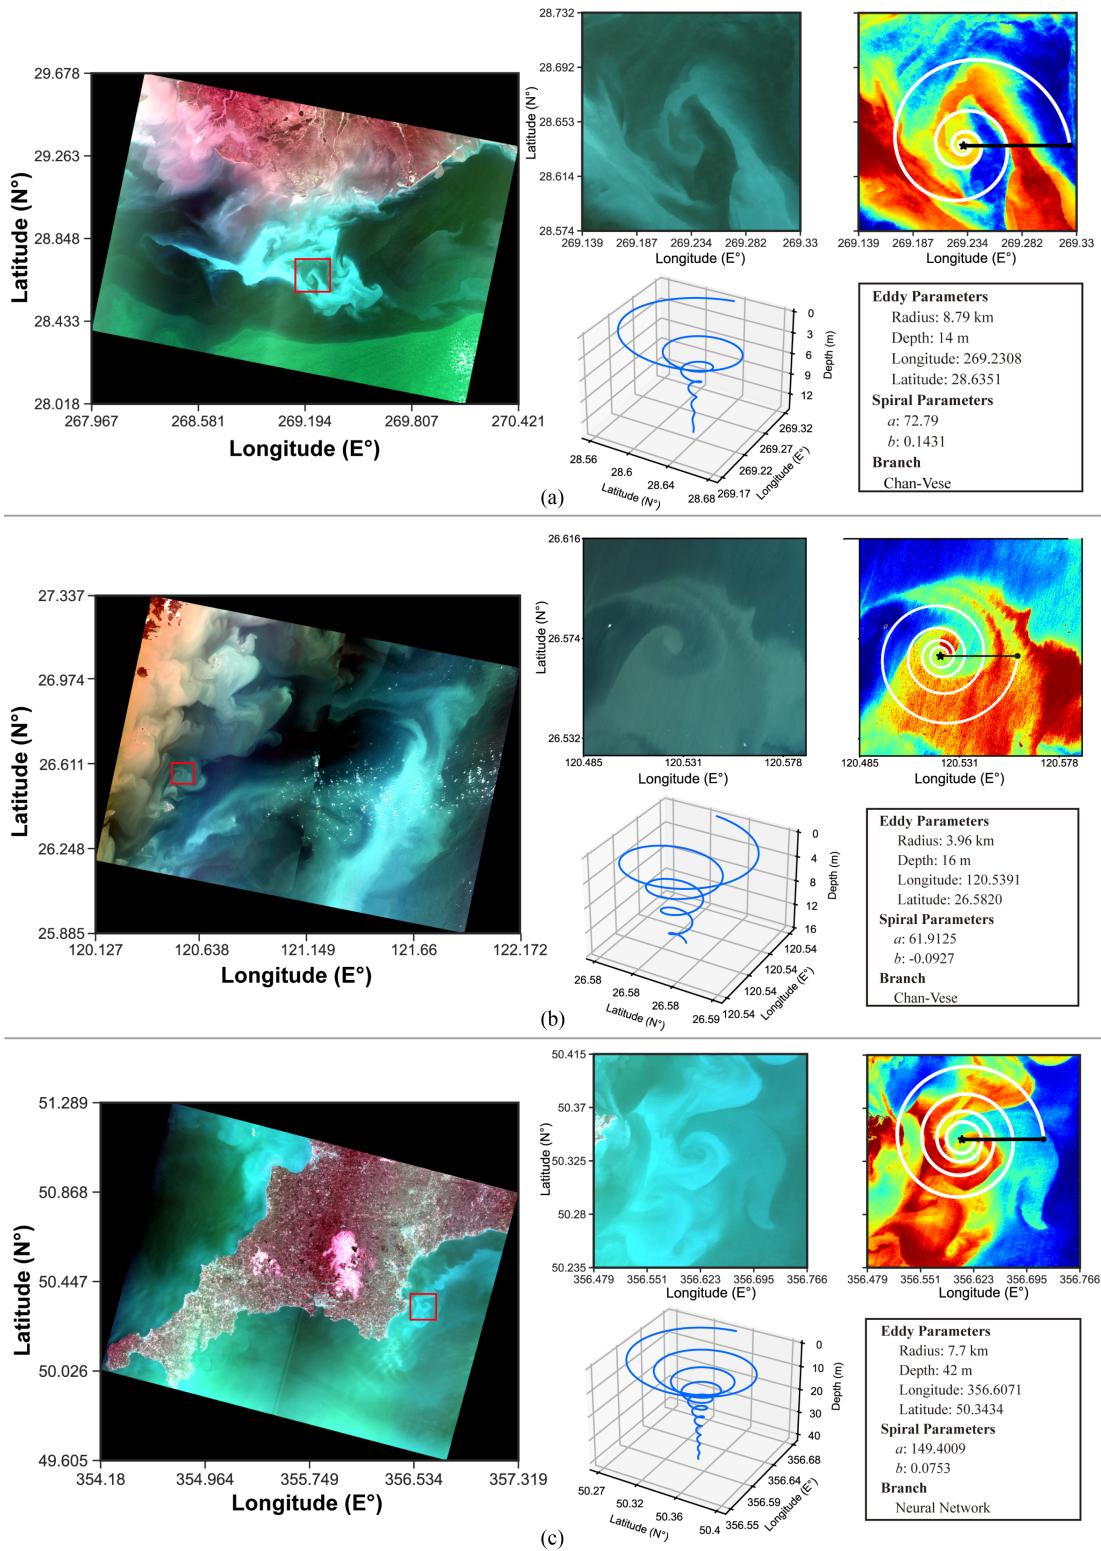 29.678
29.263
28.848
28.433
28.018
Latitude (N°)
267.967 268.581 269.194 269.807 270.421
Longitude (E°)
28.732
28.692
28.653
28.614
28.574
Latitude (N°)
269.139 269.187 269.234 269.282 269.33
Longitude (E°)
269.139 269.187 269.234 269.282 269.33
Longitude (E°)
0
3
6
9
12
Depth (m)
269.32
269.27
269.22
269.17
Longitude (E°)
28.56 28.6 28.64 28.68
Latitude (N°)
Eddy Parameters
Radius: 8.79 km
Depth: 14 m
Longitude: 269.2308
Latitude: 28.6351
Spiral Parameters
a: 72.79
b: 0.1431
Branch
Chan-Vese
(a)
27.337
26.974
26.611
26.248
25.885
Latitude (N°)
120.127 120.638 121.149 121.66 122.172
Longitude (E°)
26.616
26.574
26.532
Latitude (N°)
120.485 120.531 120.578
Longitude (E°)
120.485 120.531 120.578
Longitude (E°)
0
4
8
12
16
Depth (m)
120.54
120.54
120.54
120.54
Longitude (E°)
26.58 26.58 26.58 26.59
Latitude (N°)
Eddy Parameters
Radius: 3.96 km
Depth: 16 m
Longitude: 120.5391
Latitude: 26.5820
Spiral Parameters
a: 61.9125
b: -0.0927
Branch
Chan-Vese
(b)
51.289
50.868
50.447
50.026
49.605
Latitude (N°)
354.18 354.964 355.749 356.534 357.319
Longitude (E°)
50.415
50.37
50.325
50.28
50.235
Latitude (N°)
356.479 356.551 356.623 356.695 356.766
Longitude (E°)
356.479 356.551 356.623 356.695 356.766
Longitude (E°)
0
10
20
30
40
Depth (m)
356.68
356.64
356.59
356.55
Longitude (E°)
50.27 50.32 50.36 50.4
Latitude (N°)
Eddy Parameters
Radius: 7.7 km
Depth: 42 m
Longitude: 356.6071
Latitude: 50.3434
Spiral Parameters
a: 149.4009
b: 0.0753
Branch
Neural Network
(c)